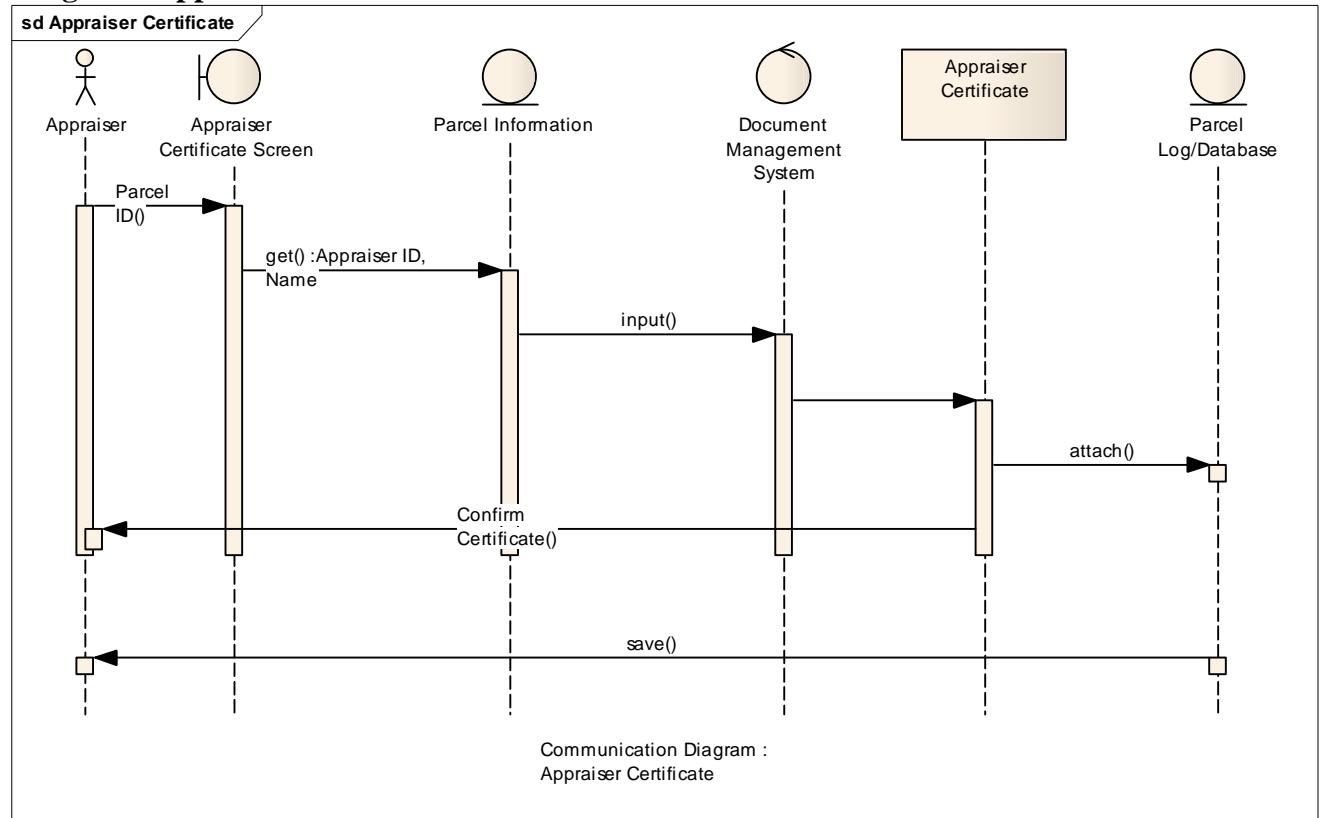 sd Appraiser Certificate
Appraiser
Appraiser
Certificate Screen
Parcel Information
Document
Management
System
Appraiser
Certificate
Parcel
Log/Database
Parcel
ID()
get() :Appraiser ID,
Name
input()
attach()
Confirm
Certificate()
save()
Communication Diagram :
Appraiser Certificate